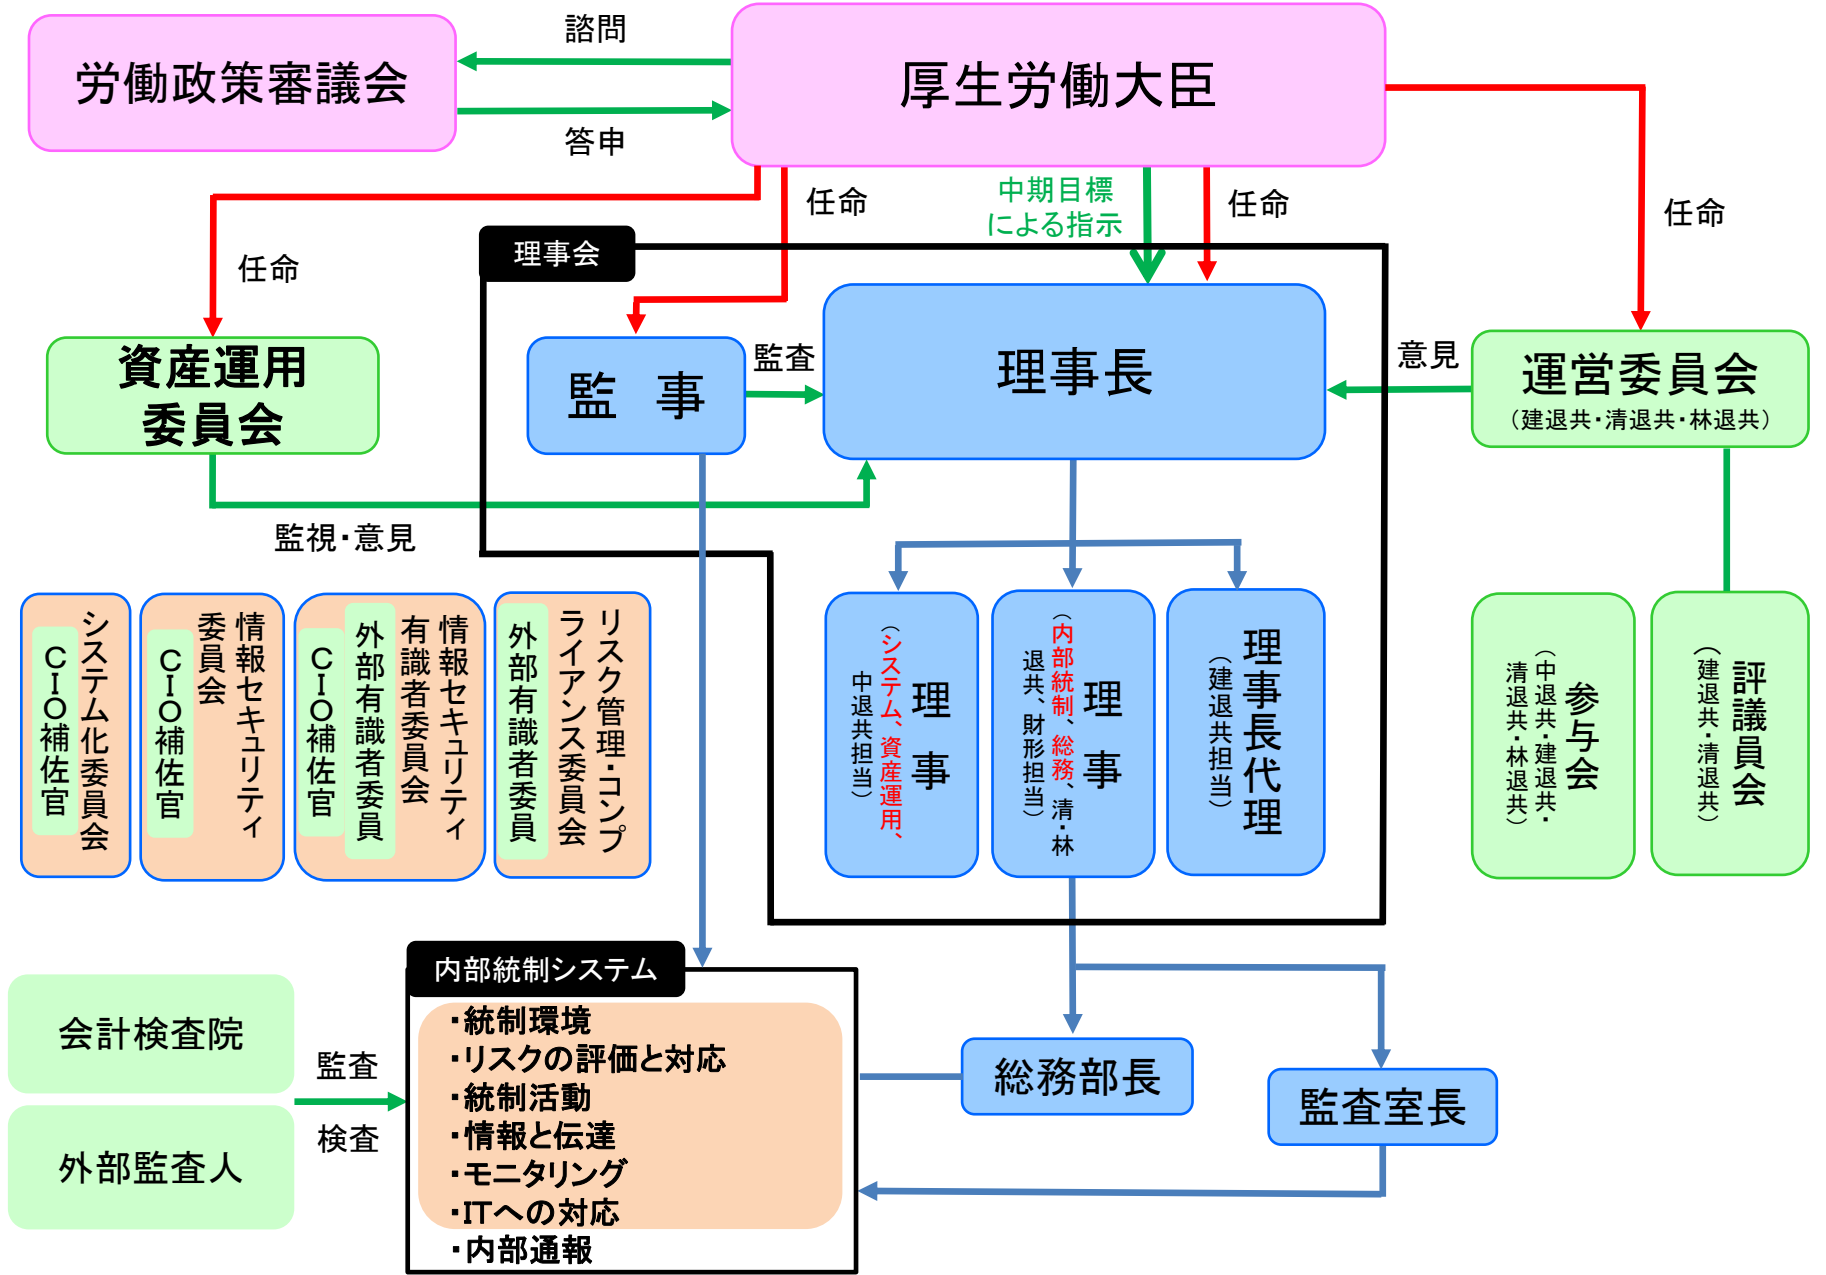 諮問
労働政策審議会
厚生労働大臣
答申
任命
中期目標
による指示
任命
任命
任命
理事会
資産運用
委員会
監　事
監査
理事長
意見
運営委員会
（建退共・清退共・林退共）
監視・意見
システム化委員会
CIO補佐官
情報セキュリティ
委員会
CIO補佐官
情報セキュリティ
有識者委員会
外部有識者委員
CIO補佐官
リスク管理・コンプ
ライアンス委員会
外部有識者委員
理　事
（システム、資産運用、
中退共担当）
理　事
（内部統制、総務、清・林
退共、財形担当）
理事長代理
（建退共担当）
参与会
（中退共・建退共・
清退共・林退共）
評議員会
（建退共・清退共）
内部統制システム
・統制環境
・リスクの評価と対応
・統制活動
・情報と伝達
・モニタリング
・ITへの対応
・内部通報
会計検査院
外部監査人
監査
検査
総務部長
監査室長